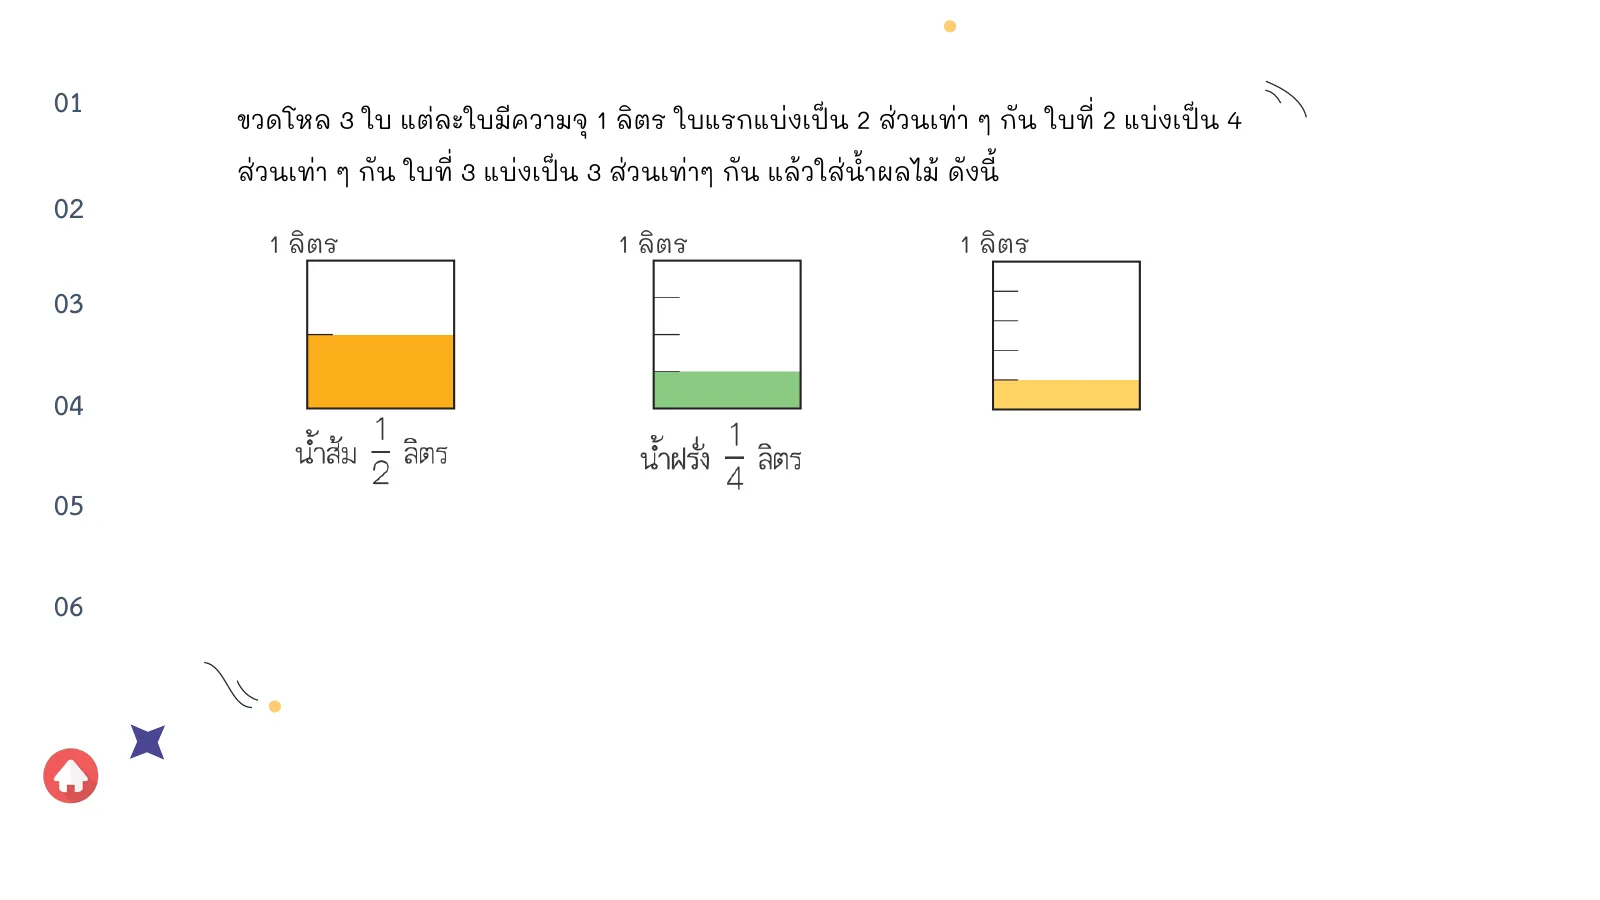 01
ขวดโหล 3 ใบ แต่ละใบมีความจุ 1 ลิตร ใบแรกแบ่งเป็น 2 ส่วนเท่า ๆ กัน ใบที่ 2 แบ่งเป็น 4
ส่วนเท่า ๆ กัน ใบที่ 3 แบ่งเป็น 3 ส่วนเท่าๆ กัน แล้วใส่น้ำผลไม้ ดังนี้
02
1 ลิตร 1 ลิตร 1 ลิตร
03
04
น้ำส้ม 1/2 ลิตร น้ำฝรั่ง 1/4 ลิตร
05
06